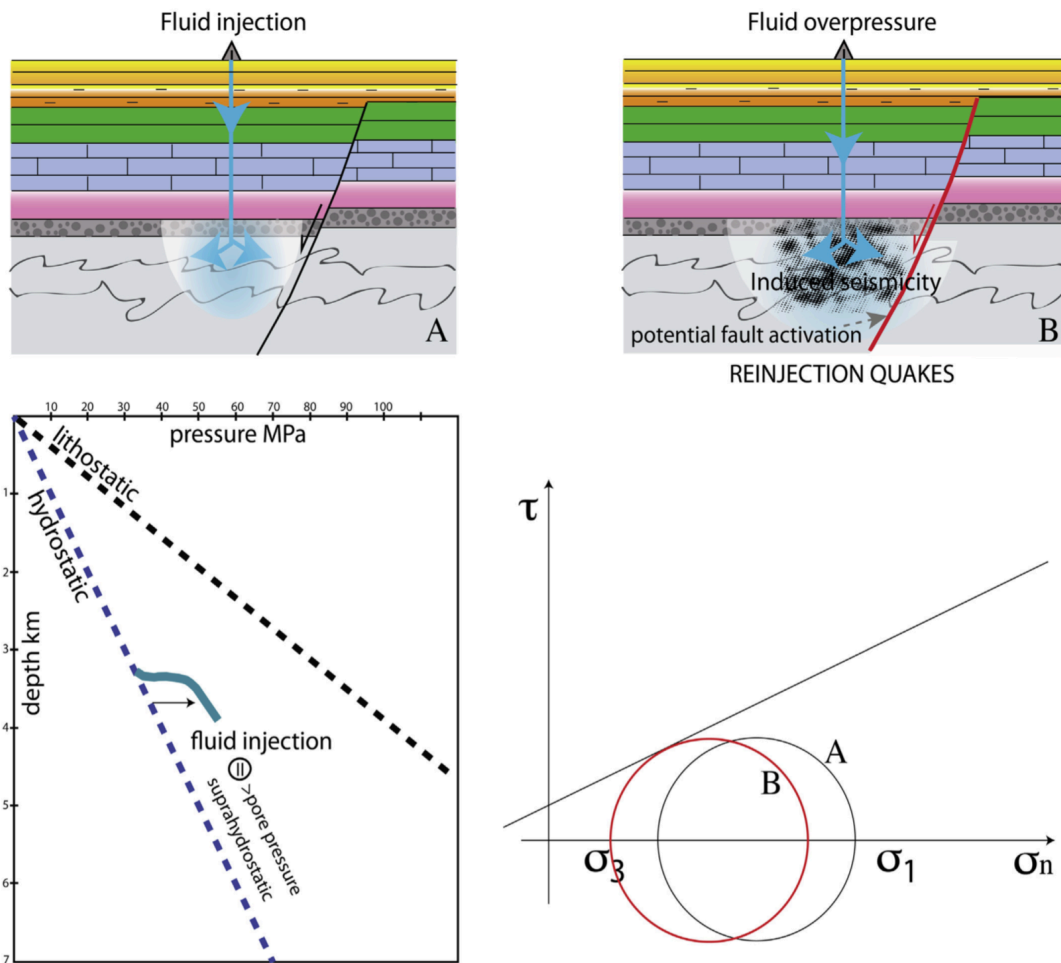 Fluid injection
A
Fluid overpressure
Induced seismicity
potential fault activation
B
REINJECTION QUAKES
10 20 30 40 50 60 70 80 90 100
pressure MPa
lithostatic
hydrostatic
depth km
1
2
3
4
5
6
7
fluid injection
=
>pore pressure
suprahydrostatic
τ
A
B
σ3
σ1
σn